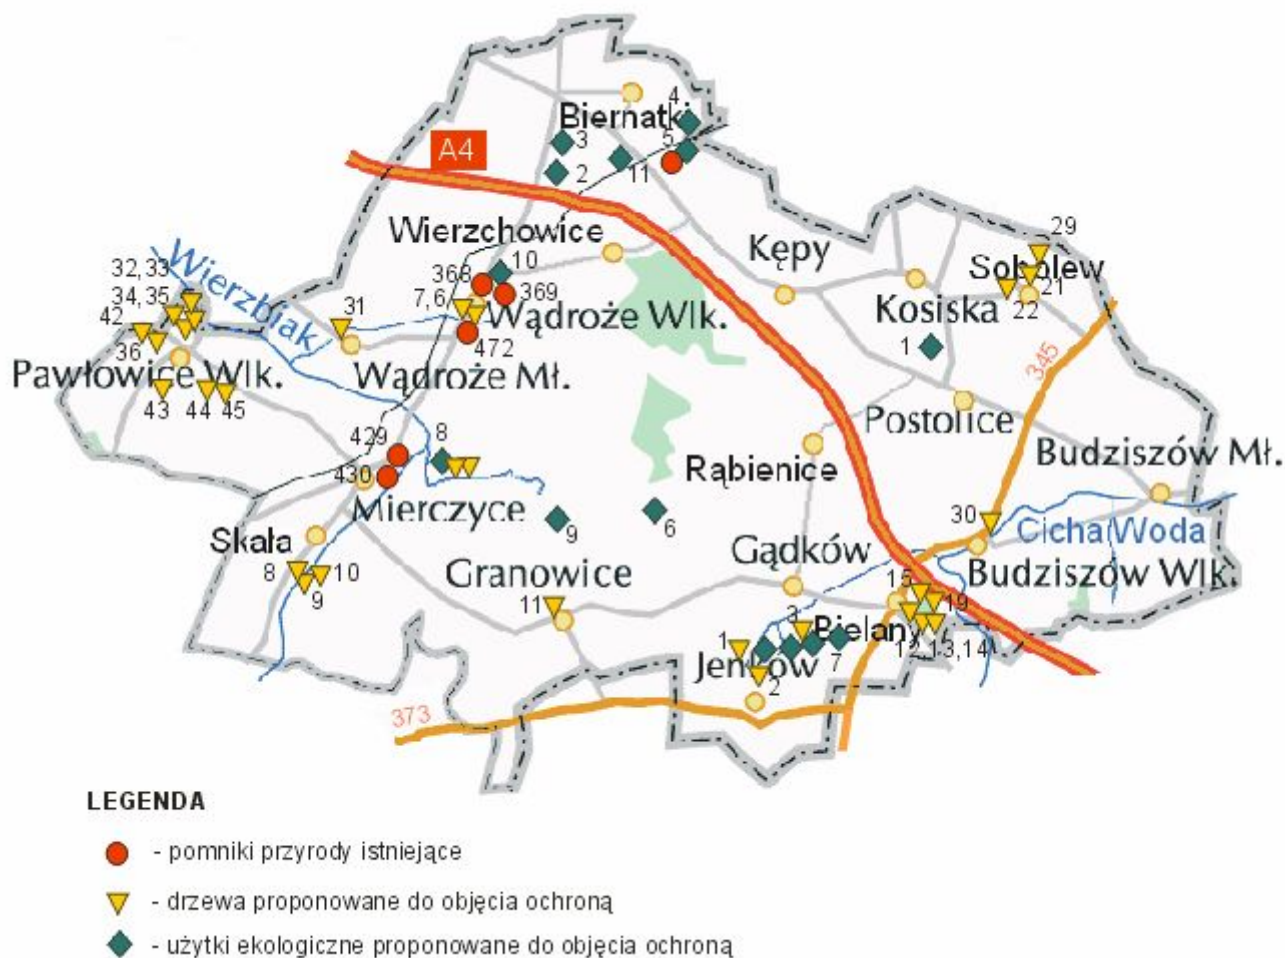 4
Biernatki
5
3
2
11
A4
Wierzchowice
10
29
Sobolew
21
22
Kępy
Kosiska
1
345
32, 33
34, 35
42
36
Wierzbiak
31
368
369
7,6
Wądroże Wlk.
472
Pawłowice Wlk.
43
44
45
Wądroże Mł.
Postolice
429
430
8
Mierczyce
Rąbienice
Budziszów Mł.
9
6
30
Cicha Woda
Skała
8
9
10
Granowice
11
Gądków
Budziszów Wlk.
15
19
Bielany
12,13,14
1
3
Jenków
7
2
373
LEGENDA
- pomniki przyrody istniejące
- drzewa proponowane do objęcia ochroną
- użytki ekologiczne proponowane do objęcia ochroną